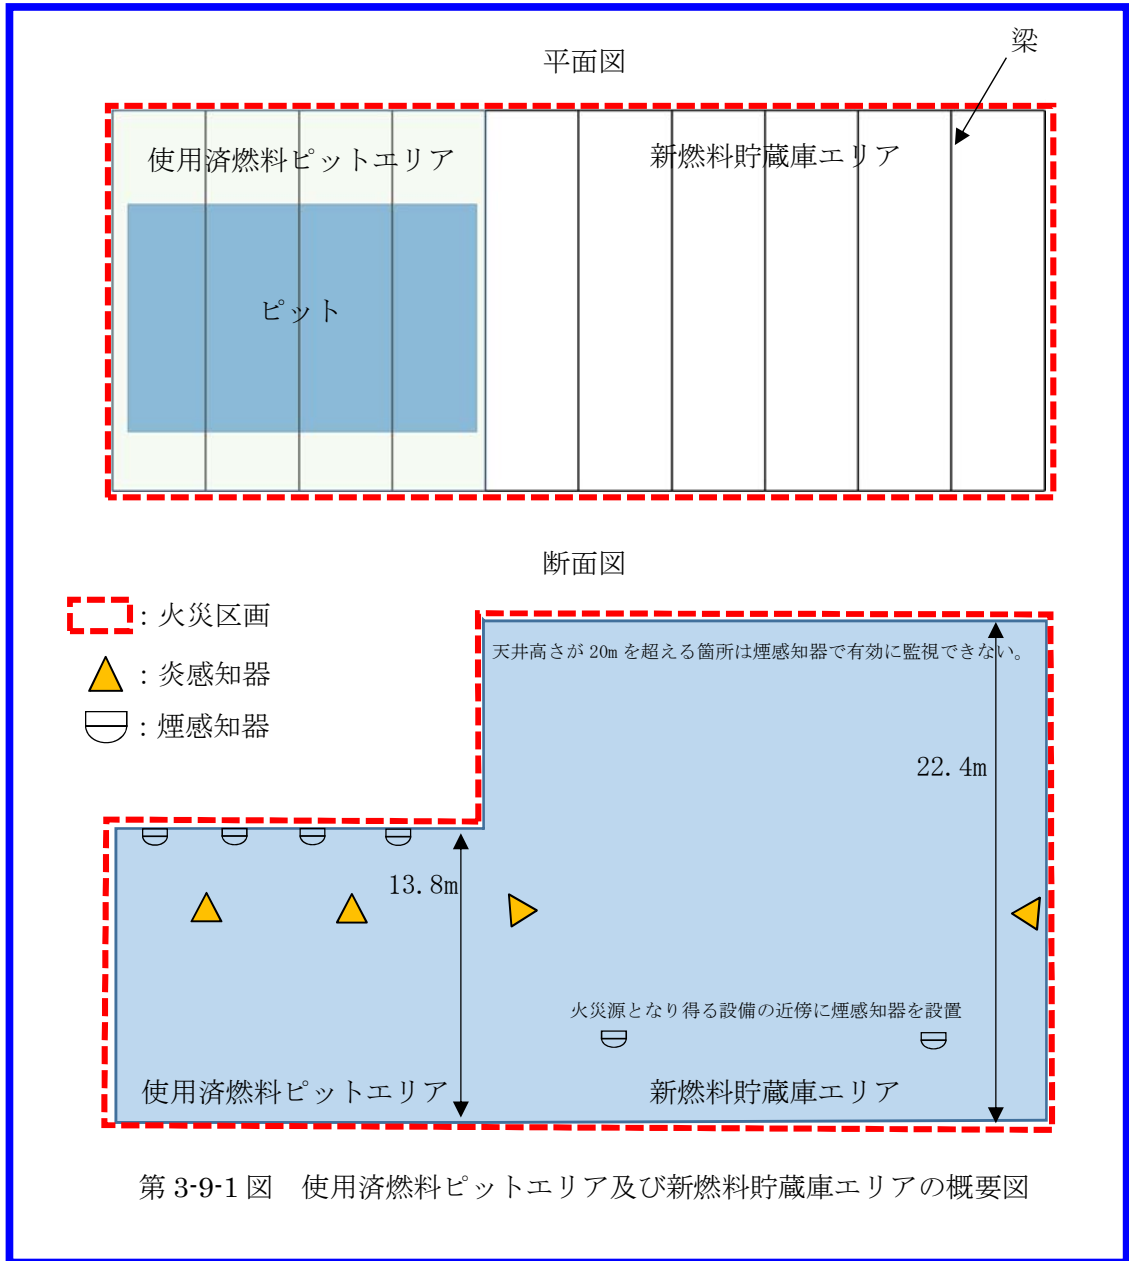 平面図
梁
使用済燃料ピットエリア
新燃料貯蔵庫エリア
ピット
断面図
：火災区画
：炎感知器
：煙感知器
天井高さが 20m を超える箇所は煙感知器で有効に監視できない。
22.4m
13.8m
火災源となり得る設備の近傍に煙感知器を設置
使用済燃料ピットエリア
新燃料貯蔵庫エリア
第 3-9-1 図　使用済燃料ピットエリア及び新燃料貯蔵庫エリアの概要図